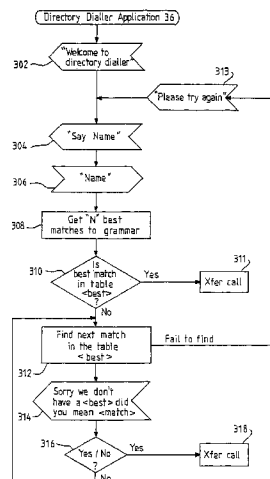 Directory Dialler Application 36
"Welcome to
directory dialler"
302
313
"Please try again"
"Say Name"
304
"Name"
306
Get "N" best
matches to grammar
308
Is
best match
in table
<best>
?
310
Yes
311
Xfer call
No
Find next match
in the table
<best>
312
Fail to find
Sorry we don't
have a <best> did
you mean <match>
314
Yes / No
?
316
Yes
318
Xfer call
No